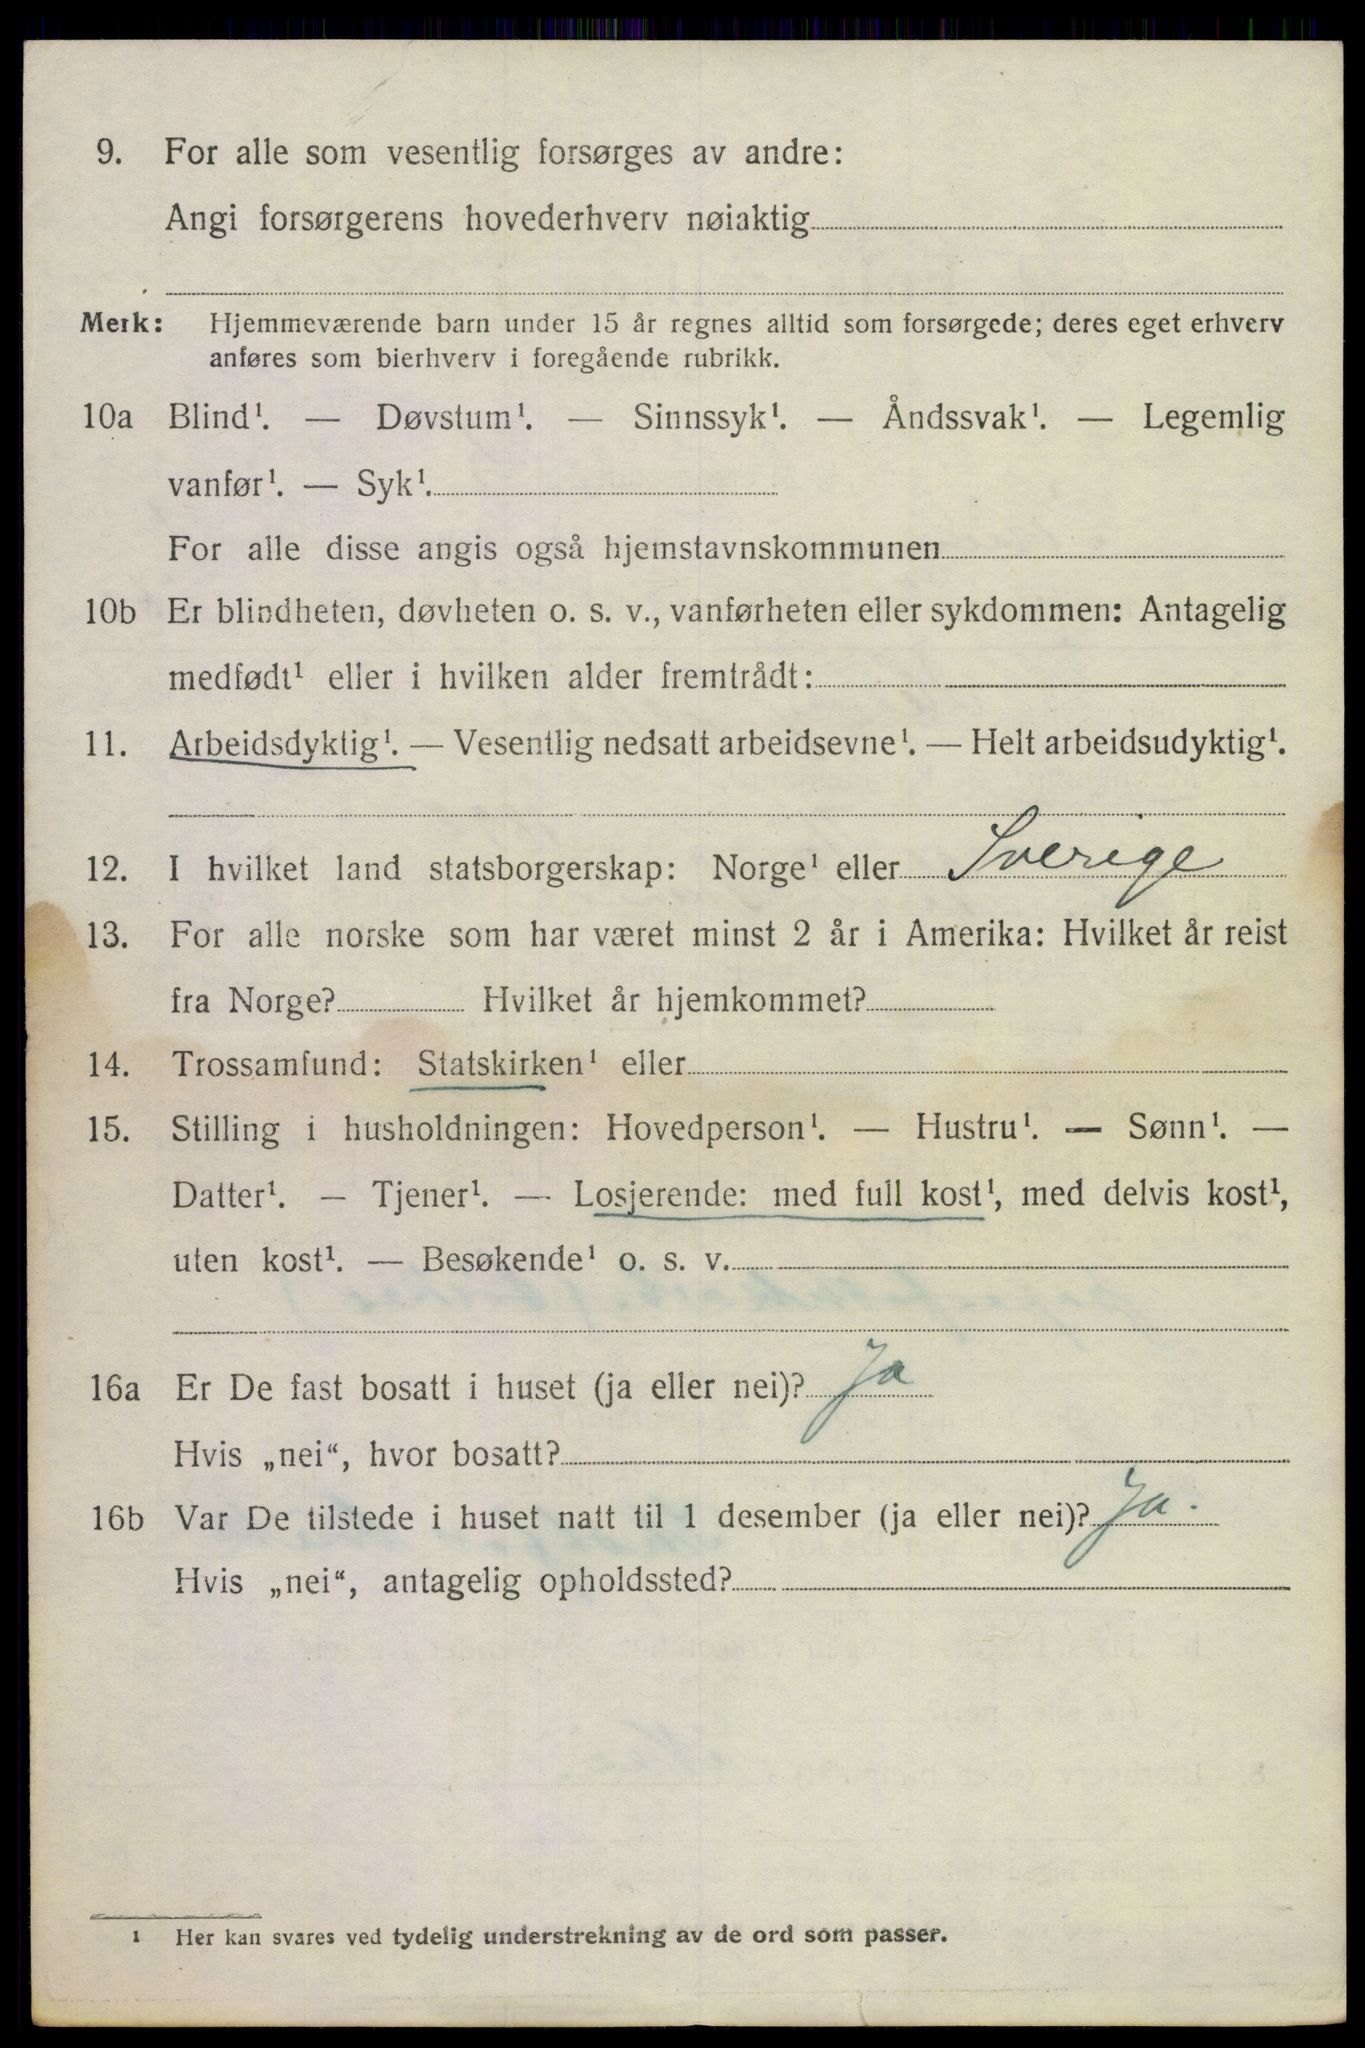 9. For alle som vesentlig forsørges av andre:
Angi forsørgerens hovederhverv nøiaktig
Merk: Hjemmeværende barn under 15 år regnes alltid som forsørgede; deres eget erhverv
anføres som bierhverv i foregående rubrikk.
10a Blind¹. — Døvstum¹. — Sinnssyk¹. — Åndssvak¹. — Legemlig
vanfør¹. — Syk¹.
For alle disse angis også hjemstavnskommunen
10b Er blindheten, døvheten o. s. v., vanførheten eller sykdommen: Antagelig
medfødt¹ eller i hvilken alder fremtrådt:
11. Arbeidsdyktig¹. — Vesentlig nedsatt arbeidsevne¹. — Helt arbeidsudyktig¹.
12. I hvilket land statsborgerskap: Norge¹ eller Sverige
13. For alle norske som har været minst 2 år i Amerika: Hvilket år reist
fra Norge? Hvilket år hjemkommet?
14. Trossamfund: Statskirken¹ eller
15. Stilling i husholdningen: Hovedperson¹. — Hustru¹. — Sønn¹. —
Datter¹. — Tjener¹. — Losjerende: med full kost¹, med delvis kost¹,
uten kost¹. — Besøkende¹ o. s. v.
16a Er De fast bosatt i huset (ja eller nei)? Ja
Hvis „nei“, hvor bosatt?
16b Var De tilstede i huset natt til 1 desember (ja eller nei)? Ja.
Hvis „nei“, antagelig opholdssted?
¹ Her kan svares ved tydelig understrekning av de ord som passer.